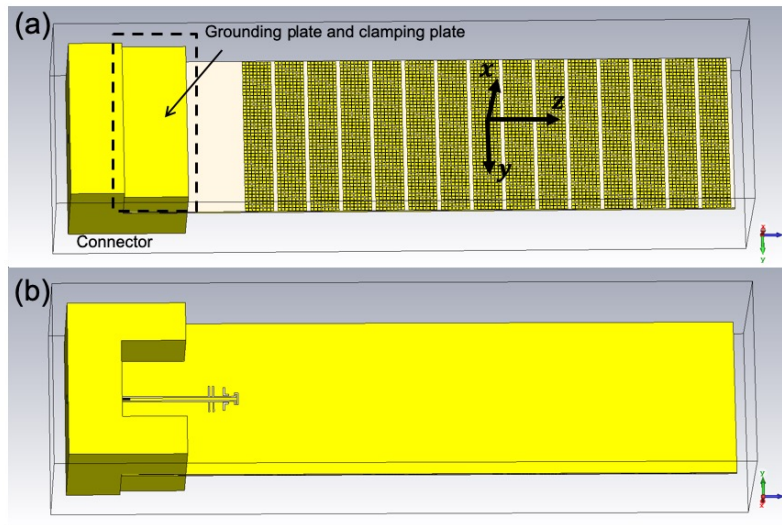 (a)
Grounding plate and clamping plate
x
z
y
Connector
x
y
(b)
y
x